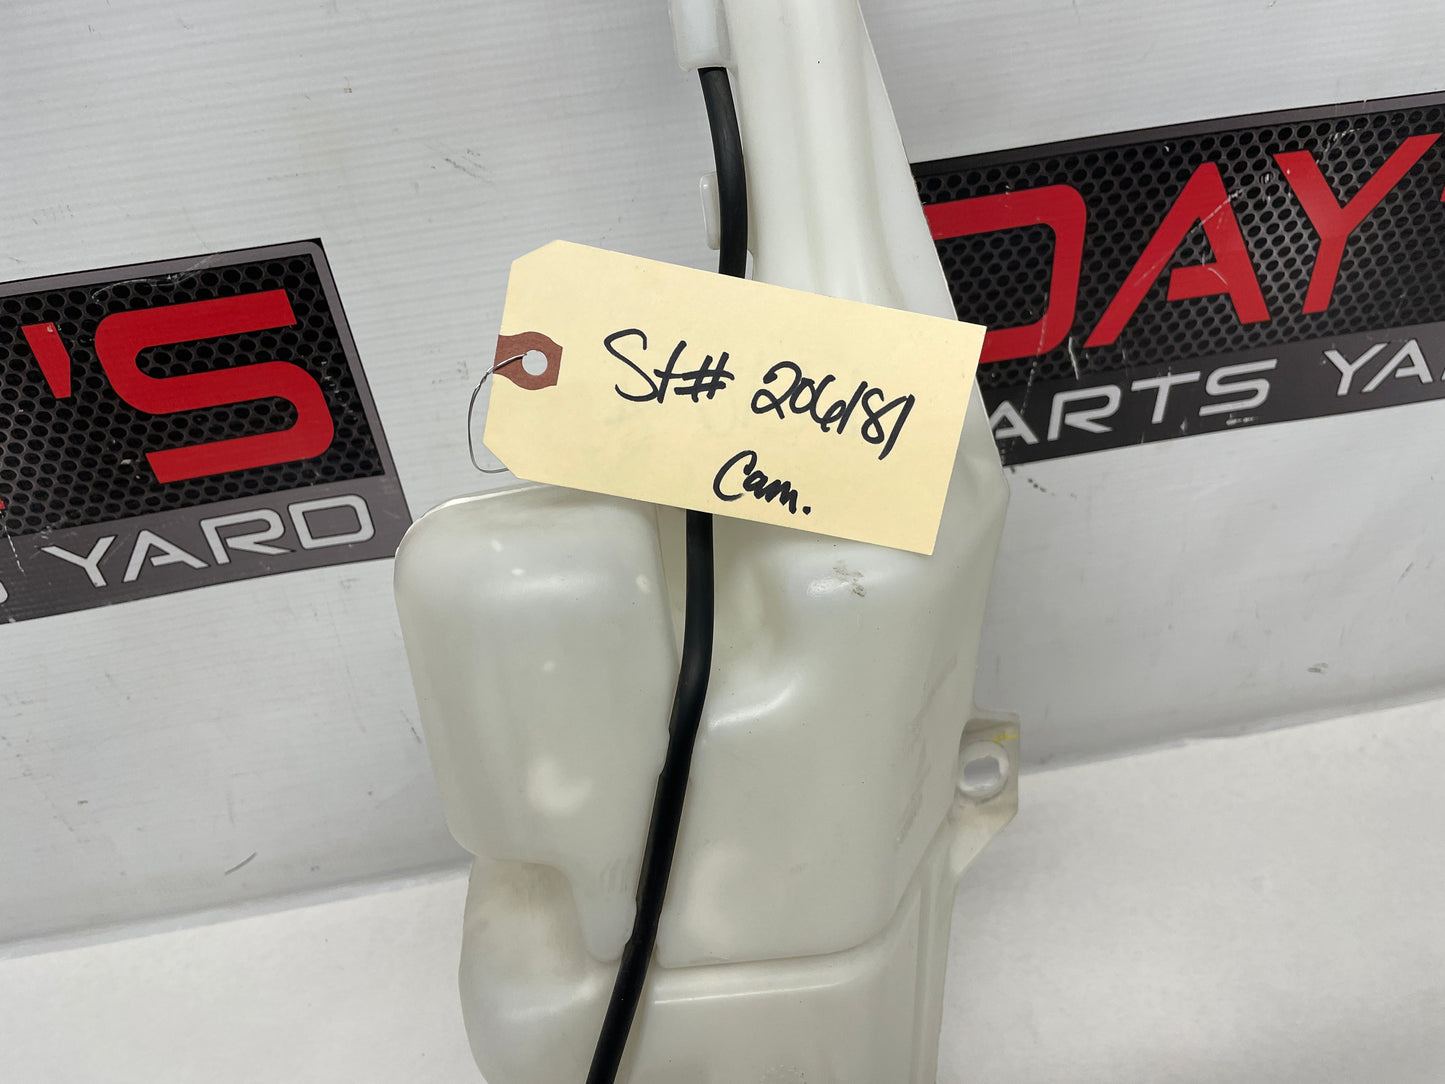 'S
YARD
DAY'
ARTS YA
St# 206181
Cam.